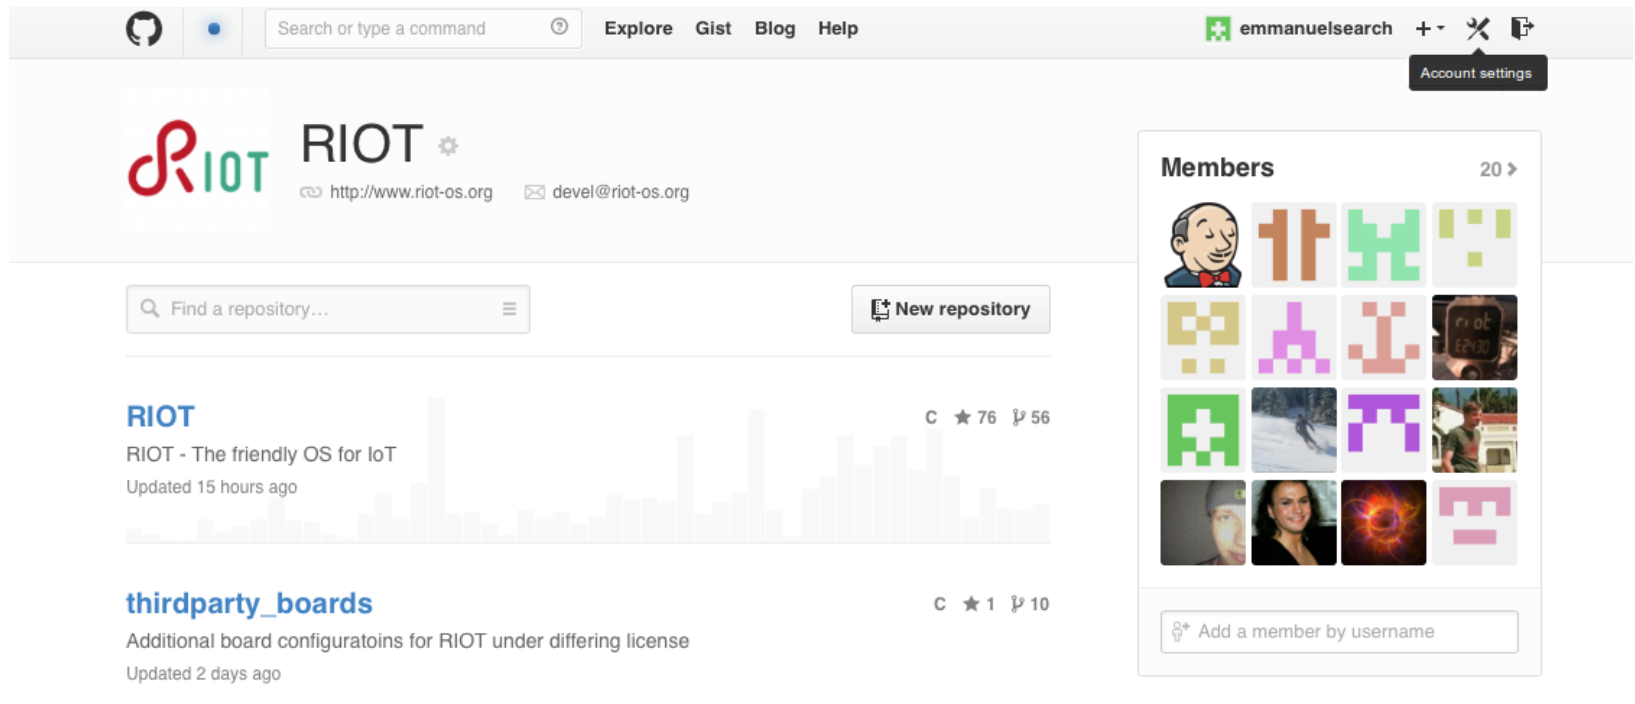 Search or type a command
Explore Gist Blog Help
emmanuelsearch
Account settings
RIOT
RIOT
http://www.riot-os.org devel@riot-os.org
Members 20
riot
Find a repository…
New repository
RIOT
C 76 56
RIOT - The friendly OS for IoT
Updated 15 hours ago
thirdparty_boards
C 1 10
Additional board configuratoins for RIOT under differing license
Updated 2 days ago
Add a member by username